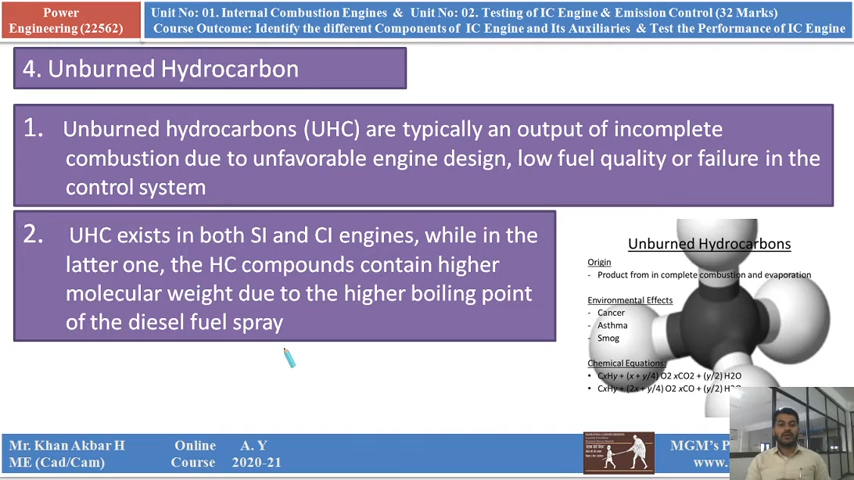 Power
Engineering (22562)
Unit No: 01. Internal Combustion Engines & Unit No: 02. Testing of IC Engine & Emission Control (32 Marks)
Course Outcome: Identify the different Components of IC Engine and Its Auxiliaries & Test the Performance of IC Engine
4. Unburned Hydrocarbon
1. Unburned hydrocarbons (UHC) are typically an output of incomplete
combustion due to unfavorable engine design, low fuel quality or failure in the
control system
2. UHC exists in both SI and CI engines, while in the
latter one, the HC compounds contain higher
molecular weight due to the higher boiling point
of the diesel fuel spray
Unburned Hydrocarbons
Origin
- Product from in complete combustion and evaporation
Environmental Effects
- Cancer
- Asthma
- Smog
Chemical Equations
• CxHy + (x + y/4) O2 xCO2 + (y/2) H2O
• CxHy + (2x + y/4) O2 xCO + (y/2) H2O
Mr. Khan Akbar H
ME (Cad/Cam)
Online
Course
A. Y
2020-21
MGM's P
www.